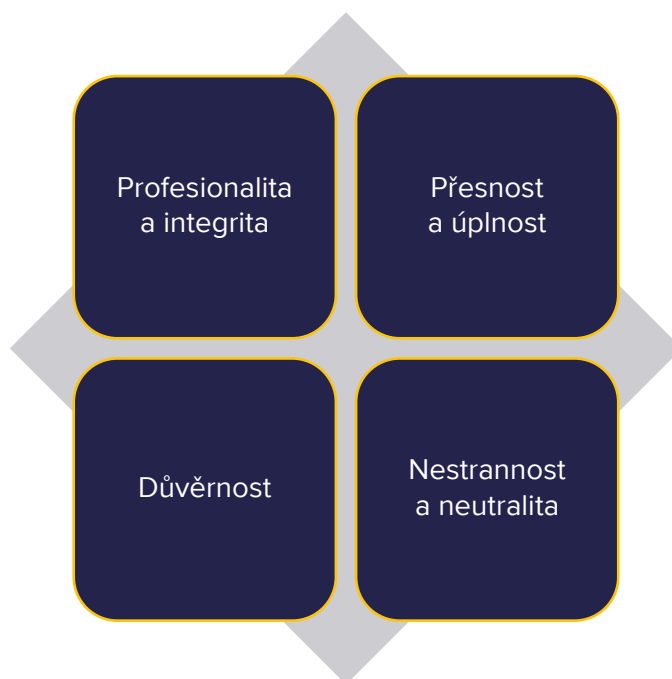 Profesionalita
a integrita
Přesnost
a úplnost
Důvěrnost
Nestrannost
a neutralita